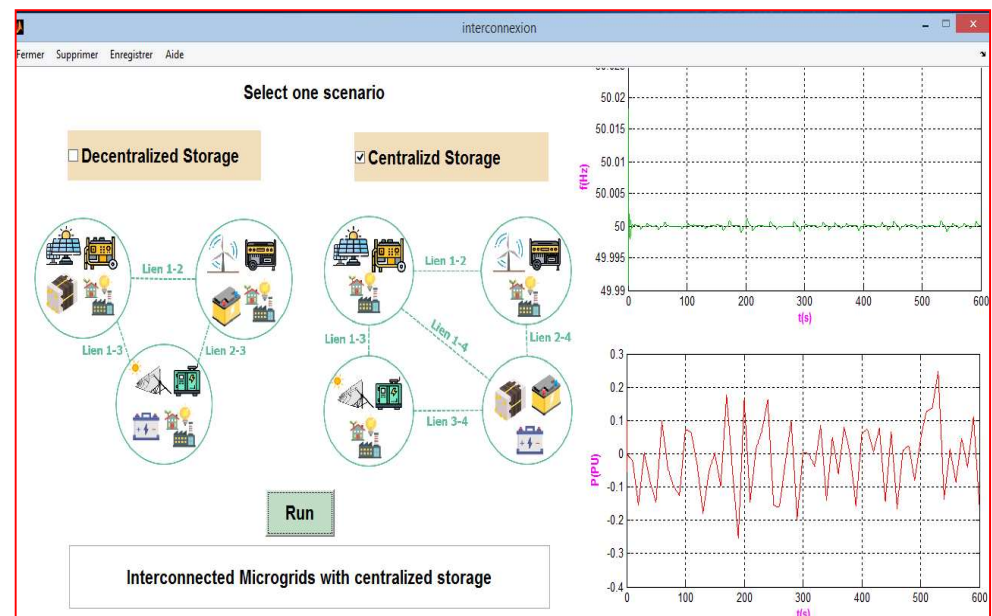 interconnexion
Fermer Supprimer Enregistrer Aide
Select one scenario
Decentralized Storage
Centralizd Storage
Lien 1-2
Lien 1-3
Lien 2-3
Lien 1-2
Lien 1-3
Lien 1-4
Lien 2-4
Lien 3-4
Run
Interconnected Microgrids with centralized storage
50.02
50.015
50.01
50.005
50
49.995
49.99
f(Hz)
0 100 200 300 400 500 600
t(s)
0.3
0.2
0.1
0
-0.1
-0.2
-0.3
-0.4
P(PU)
0 100 200 300 400 500 600
t(s)